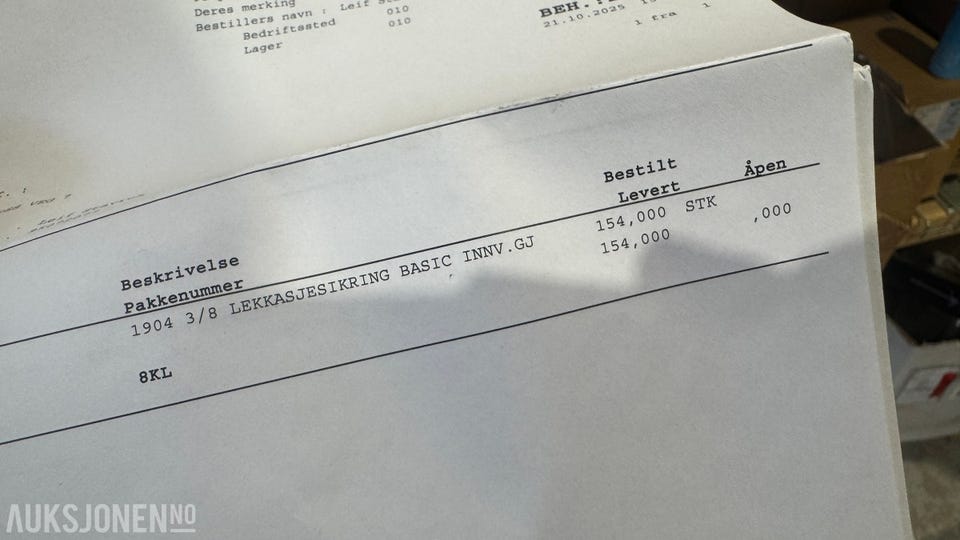 Deres merking
Bestillers navn : Leif
Bedriftssted 010
Lager 010
BEH.
21.10.2025
1 fra 1
Beskrivelse Bestilt Åpen
Pakkenummer Levert
1904 3/8 LEKKASJESIKRING BASIC INNV.GJ 154,000 STK ,000
154,000
8KL
AUKSJONEN NO